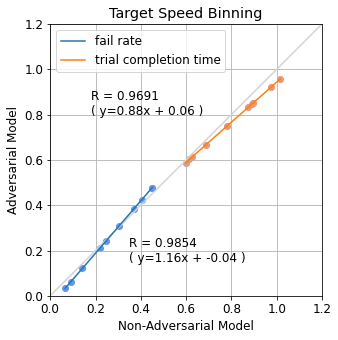 Target Speed Binning
fail rate
trial completion time
R = 0.9691
( y=0.88x + 0.06 )
R = 0.9854
( y=1.16x + -0.04 )
1.2
1.0
0.8
0.6
0.4
0.2
0.0
Adversarial Model
0.0 0.2 0.4 0.6 0.8 1.0 1.2
Non-Adversarial Model